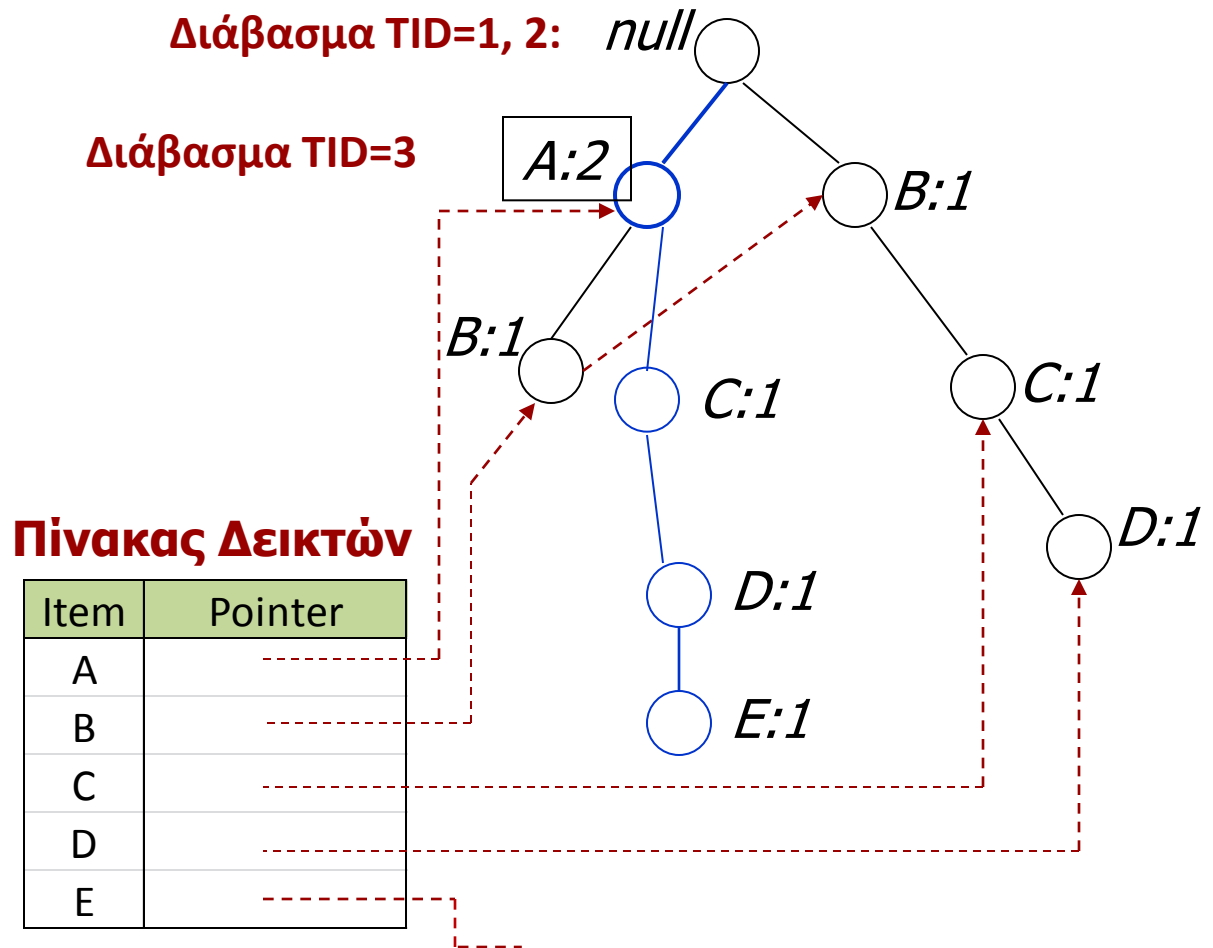 Διάβασμα TID=1, 2: null
Διάβασμα TID=3
A:2
B:1
B:1
C:1
C:1
D:1
D:1
E:1
Πίνακας Δεικτών
Item Pointer
A
B
C
D
E